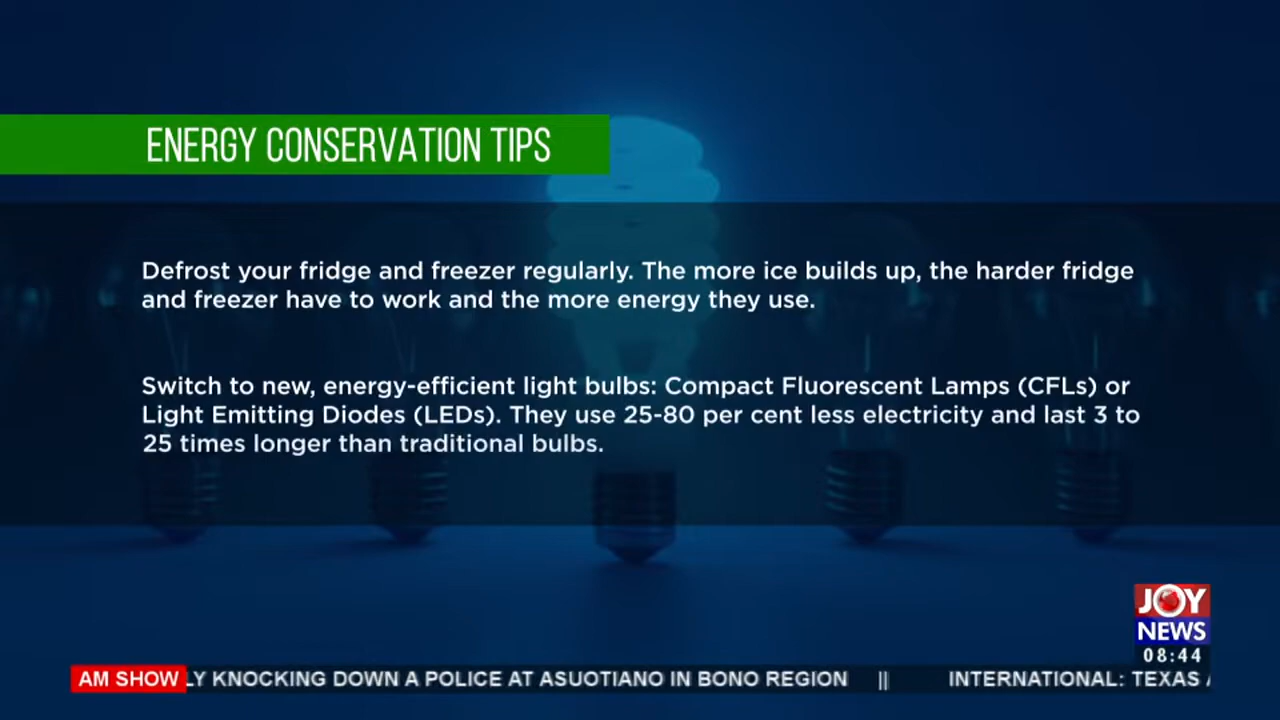 ENERGY CONSERVATION TIPS
Defrost your fridge and freezer regularly. The more ice builds up, the harder fridge
and freezer have to work and the more energy they use.
Switch to new, energy-efficient light bulbs: Compact Fluorescent Lamps (CFLs) or
Light Emitting Diodes (LEDs). They use 25-80 per cent less electricity and last 3 to
25 times longer than traditional bulbs.
JOY
NEWS
08:44
AM SHOW LY KNOCKING DOWN A POLICE AT ASUOTIANO IN BONO REGION || INTERNATIONAL: TEXAS